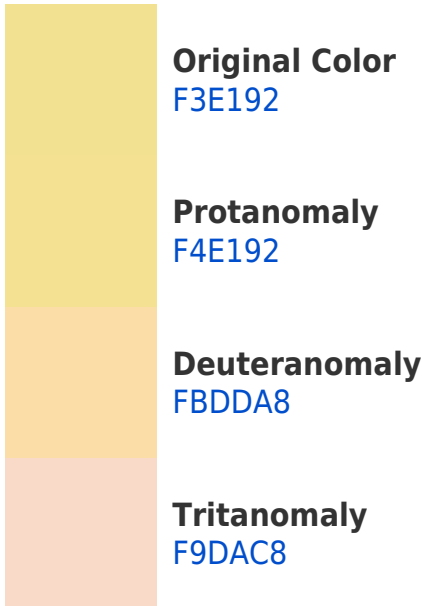 Original Color
F3E192
Protanomaly
F4E192
Deuteranomaly
FBDDA8
Tritanomaly
F9DAC8